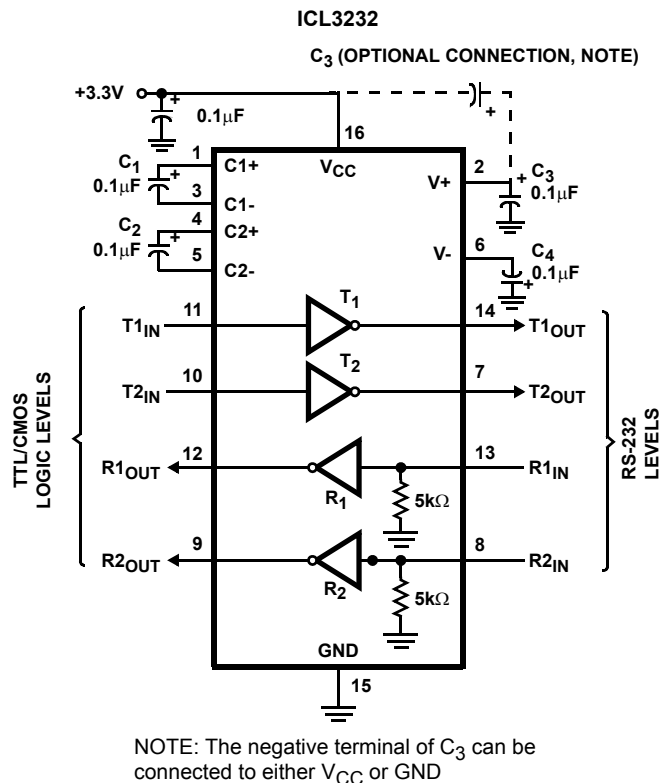 ICL3232
C3 (OPTIONAL CONNECTION, NOTE)
+3.3V
+
0.1μF
+
16
1
C1
0.1μF
+
C1+
VCC
V+
2
+
C3
0.1μF
3
C1-
4
C2
0.1μF
+
C2+
5
C2-
V-
6
C4
0.1μF
+
T1
11
14
T1IN
T1OUT
T2
10
7
T2IN
T2OUT
12
13
R1OUT
R1IN
R1
5kΩ
9
8
R2OUT
R2IN
R2
5kΩ
GND
15
TTL/CMOS
LOGIC LEVELS
RS-232
LEVELS
NOTE: The negative terminal of C3 can be
connected to either VCC or GND